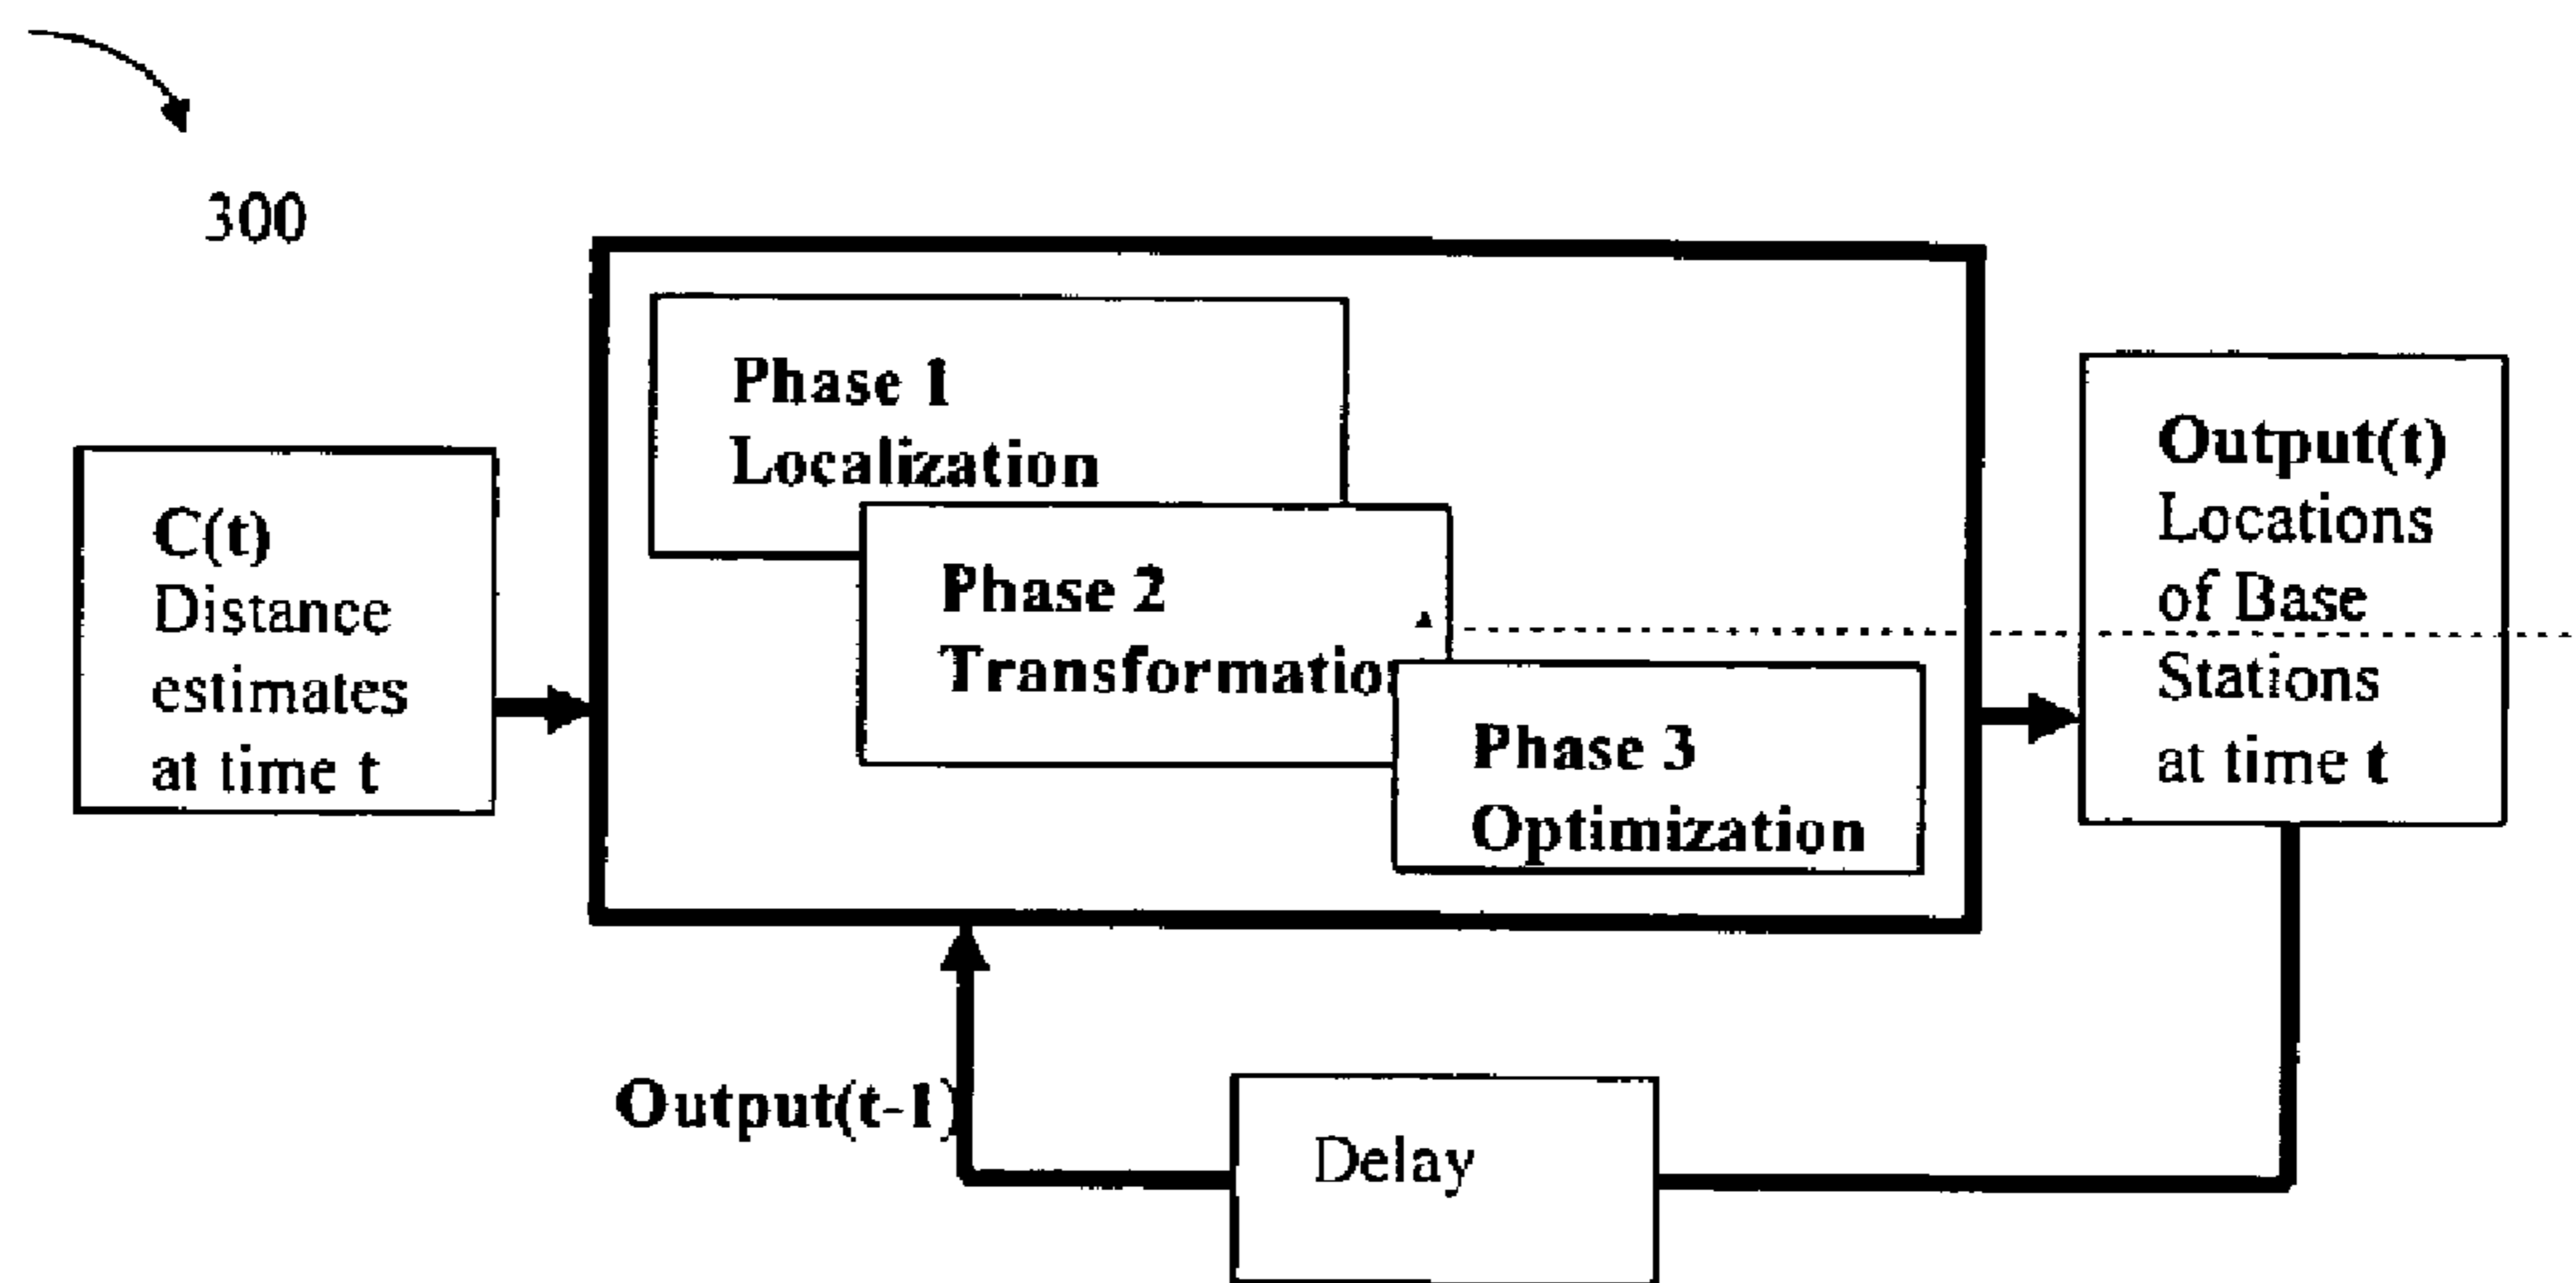 300
Phase 1
Localization
C(t)
Distance
estimates
at time t
Phase 2
Transformatio
Phase 3
Optimization
Output(t)
Locations
of Base
Stations
at time t
Output(t-1)
Delay